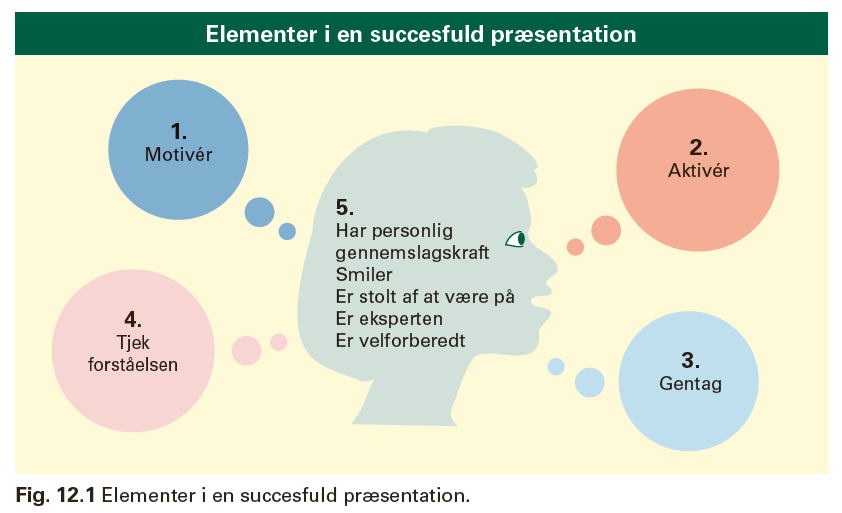 Elementer i en succesfuld præsentation
1.
Motivér
2.
Aktivér
5.
Har personlig
gennemslagskraft
Smiler
Er stolt af at være på
Er eksperten
Er velforberedt
4.
Tjek
forståelsen
3.
Gentag
Fig. 12.1 Elementer i en succesfuld præsentation.